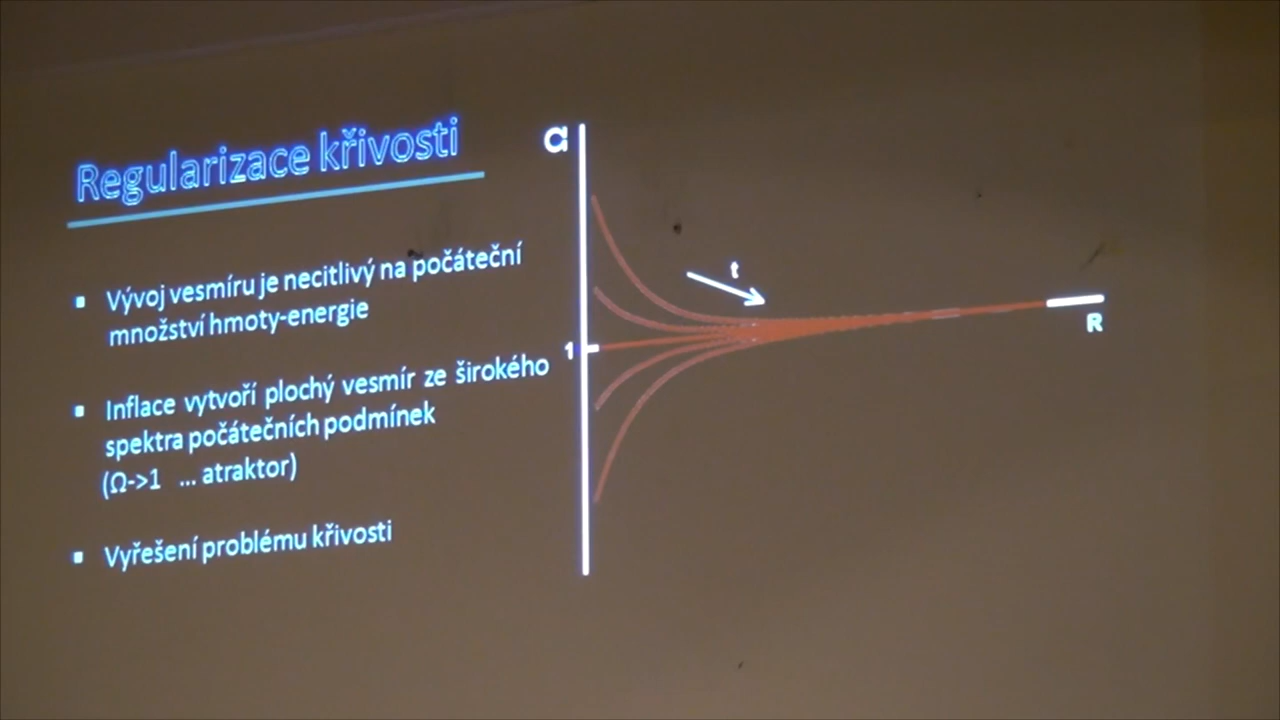 Regularizace křivosti
▪ Vývoj vesmíru je necitlivý na počáteční
množství hmoty-energie
▪ Inflace vytvoří plochý vesmír ze širokého
spektra počátečních podmínek
(Ω->1 ... atraktor)
▪ Vyřešení problému křivosti
Ω
t
1
R